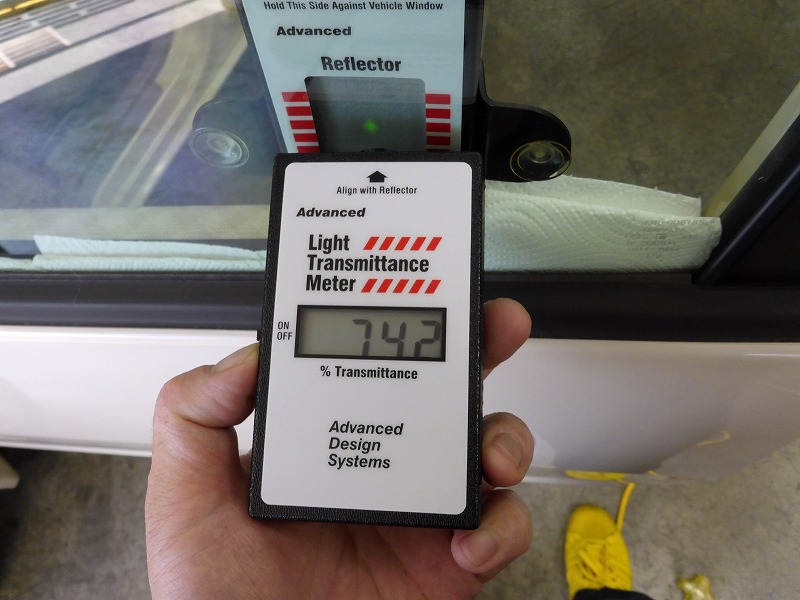 Hold This Side Against Vehicle Window
Advanced
Reflector
Align with Reflector
Advanced
Light
Transmittance
Meter
ON
OFF
74.2
% Transmittance
Advanced
Design
Systems